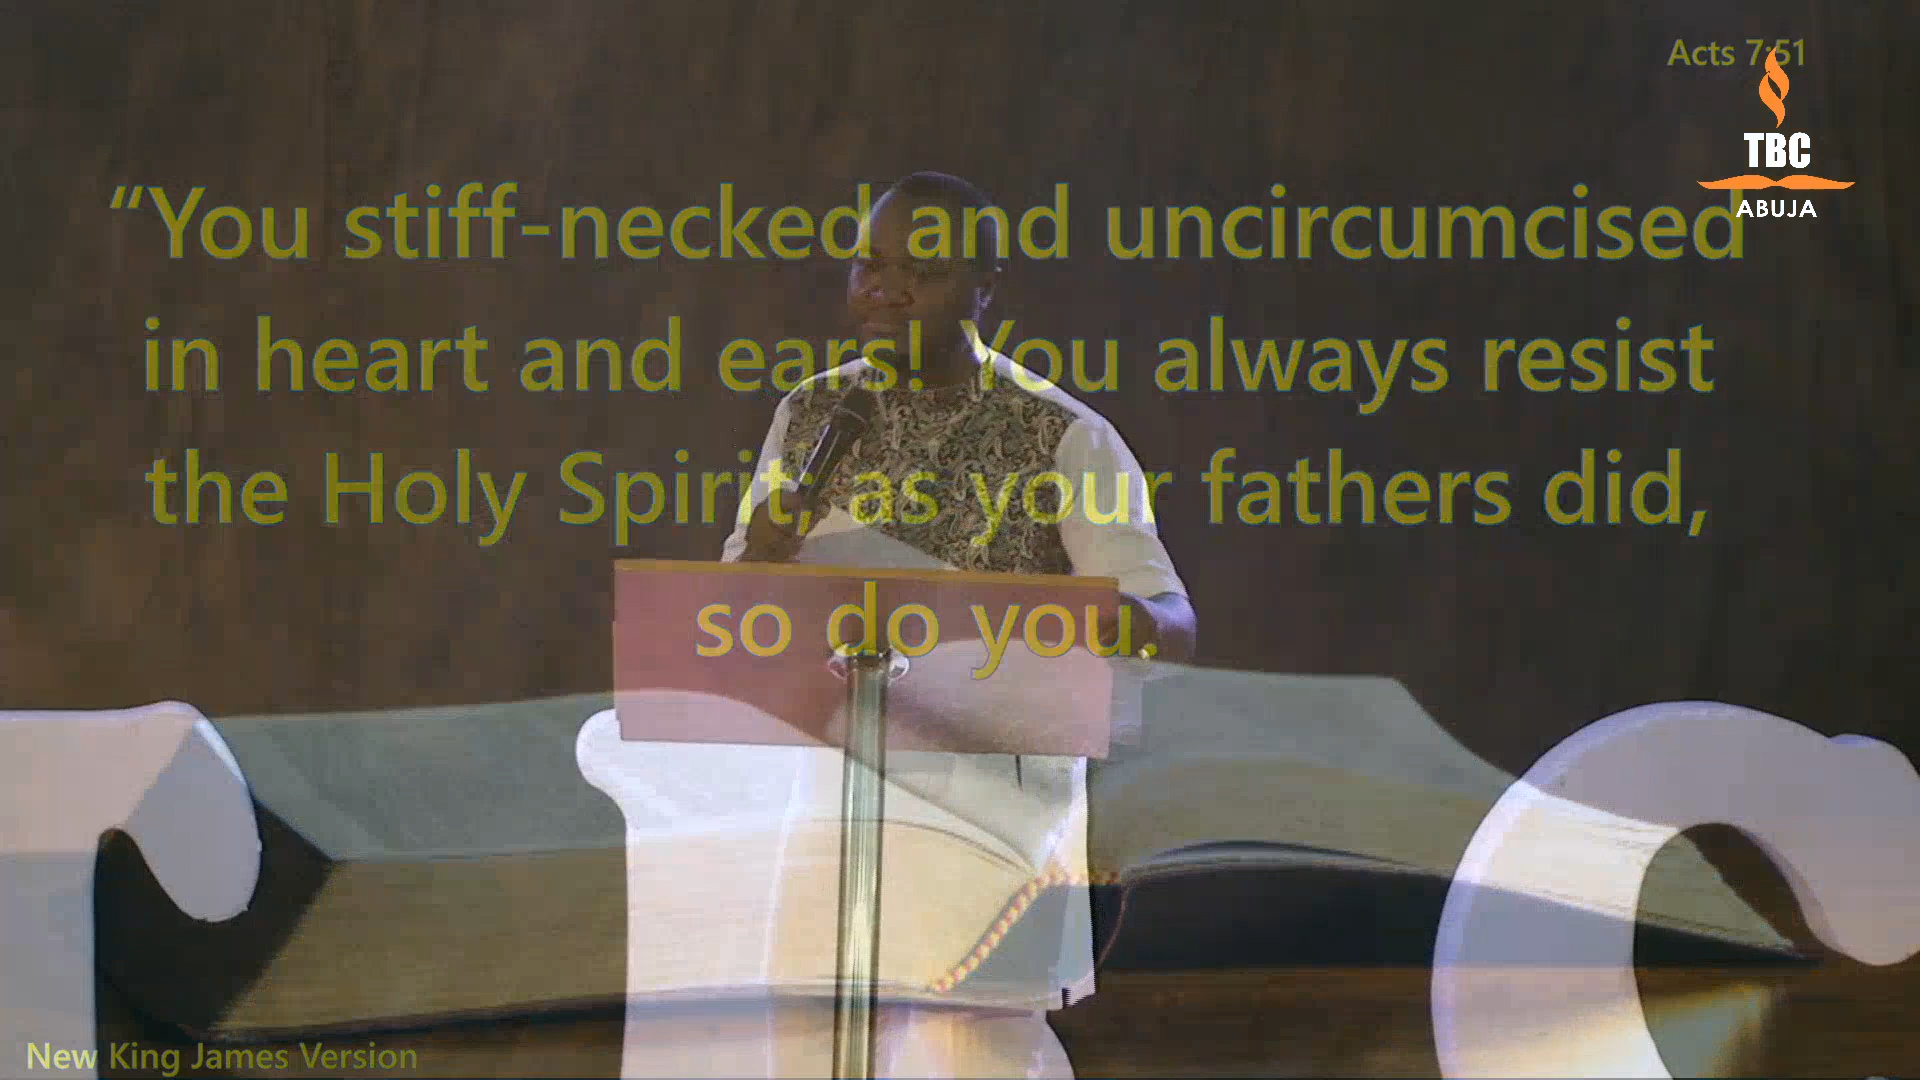 Acts 7:51
TBC
ABUJA
“You stiff-necked and uncircumcised
in heart and ears! You always resist
the Holy Spirit; as your fathers did,
so do you.
New King James Version